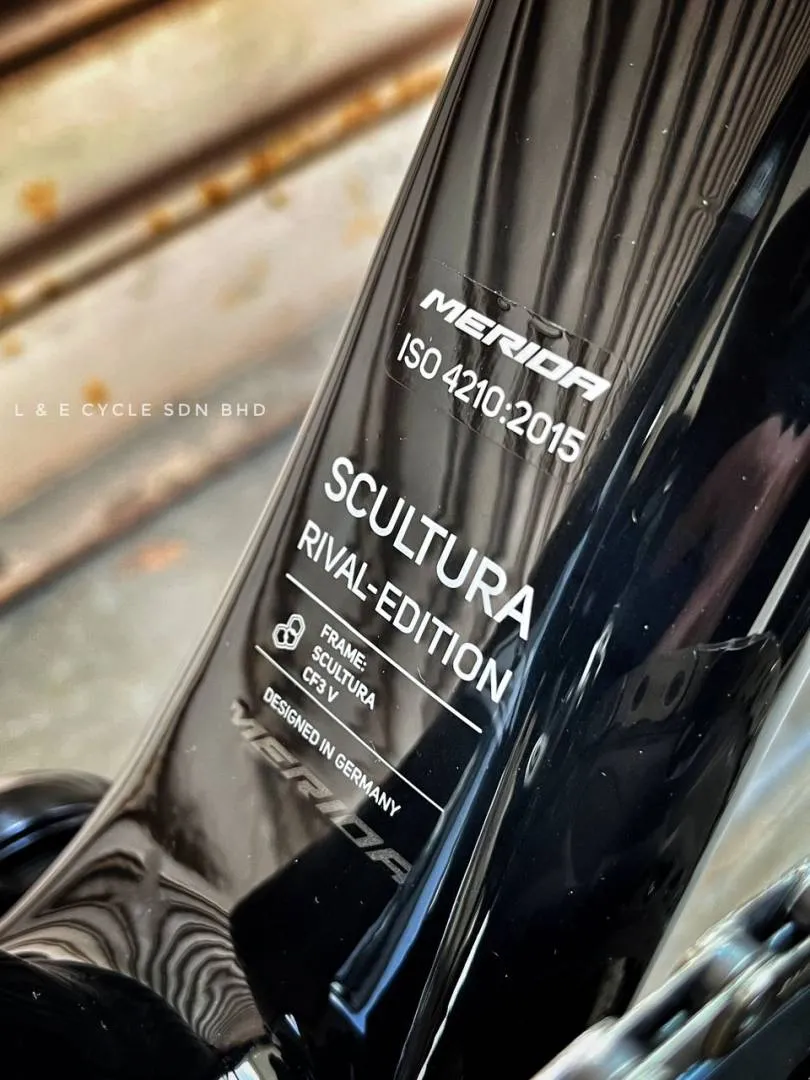 MERIDA
ISO 4210:2015
L & E CYCLE SDN BHD
SCULTURA
RIVAL-EDITION
FRAME:
SCULTURA
CF3 V
DESIGNED IN GERMANY
MERIDA